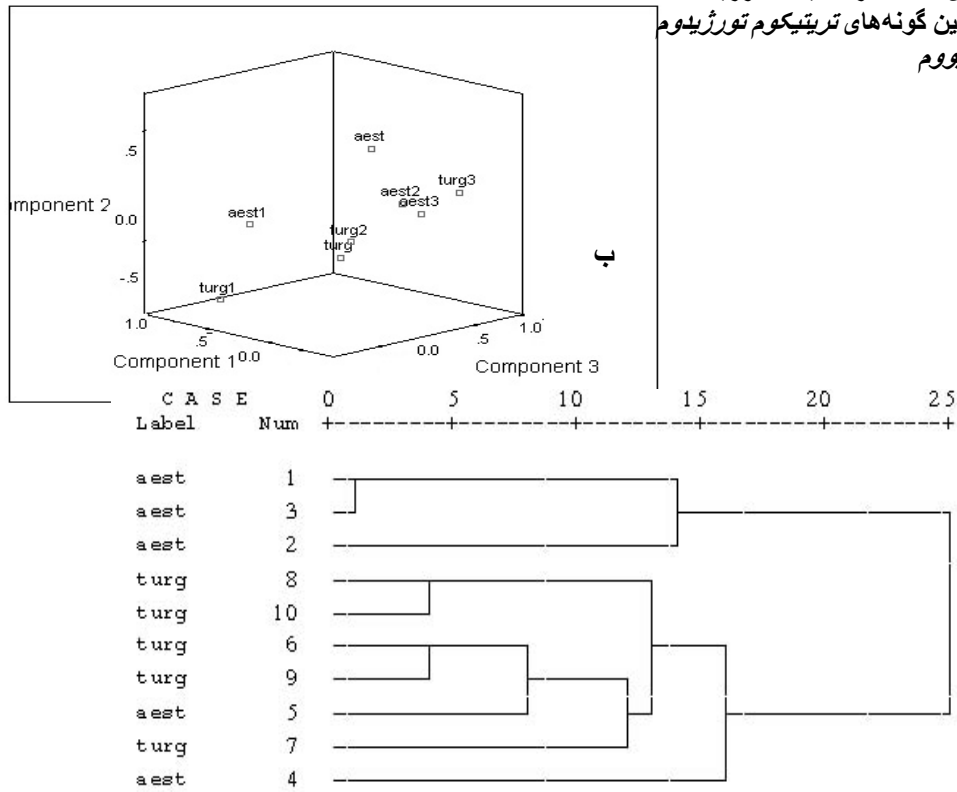 ین گونه‌های تریتیکوم تورژیدوم
یووم
aest
.5
turg3
aest2
aest3
mponent 2
aest1
0.0
turg2
turg
ب
-.5
turg1
1.0
.5
0.0
0.0
.5
1.0
Component 1
Component 3
C A S E 0 5 10 15 20 25
Label Num +---------+---------+---------+---------+---------+
aest 1
aest 3
aest 2
turg 8
turg 10
turg 6
turg 9
aest 5
turg 7
aest 4